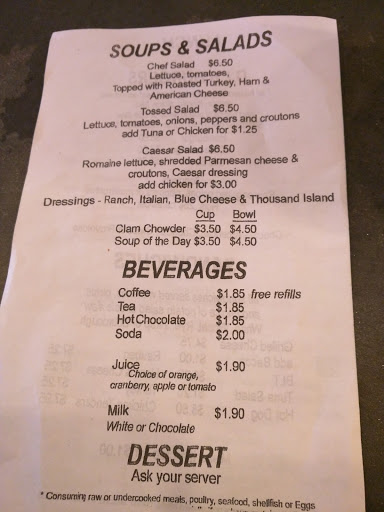 SOUPS & SALADS
Chef Salad $6.50
Lettuce, tomatoes,
Topped with Roasted Turkey, Ham &
American Cheese
Tossed Salad $6.50
Lettuce, tomatoes, onions, peppers and croutons
add Tuna or Chicken for $1.25
Caesar Salad $6.50
Romaine lettuce, shredded Parmesan cheese &
croutons, Caesar dressing
add chicken for $3.00
Dressings - Ranch, Italian, Blue Cheese & Thousand Island
Cup Bowl
Clam Chowder $3.50 $4.50
Soup of the Day $3.50 $4.50
BEVERAGES
Coffee $1.85 free refills
Tea $1.85
Hot Chocolate $1.85
Soda $2.00
Juice $1.90
Choice of orange,
cranberry, apple or tomato
Milk $1.90
White or Chocolate
DESSERT
Ask your server
* Consuming raw or undercooked meals, poultry, seafood, shellfish or Eggs